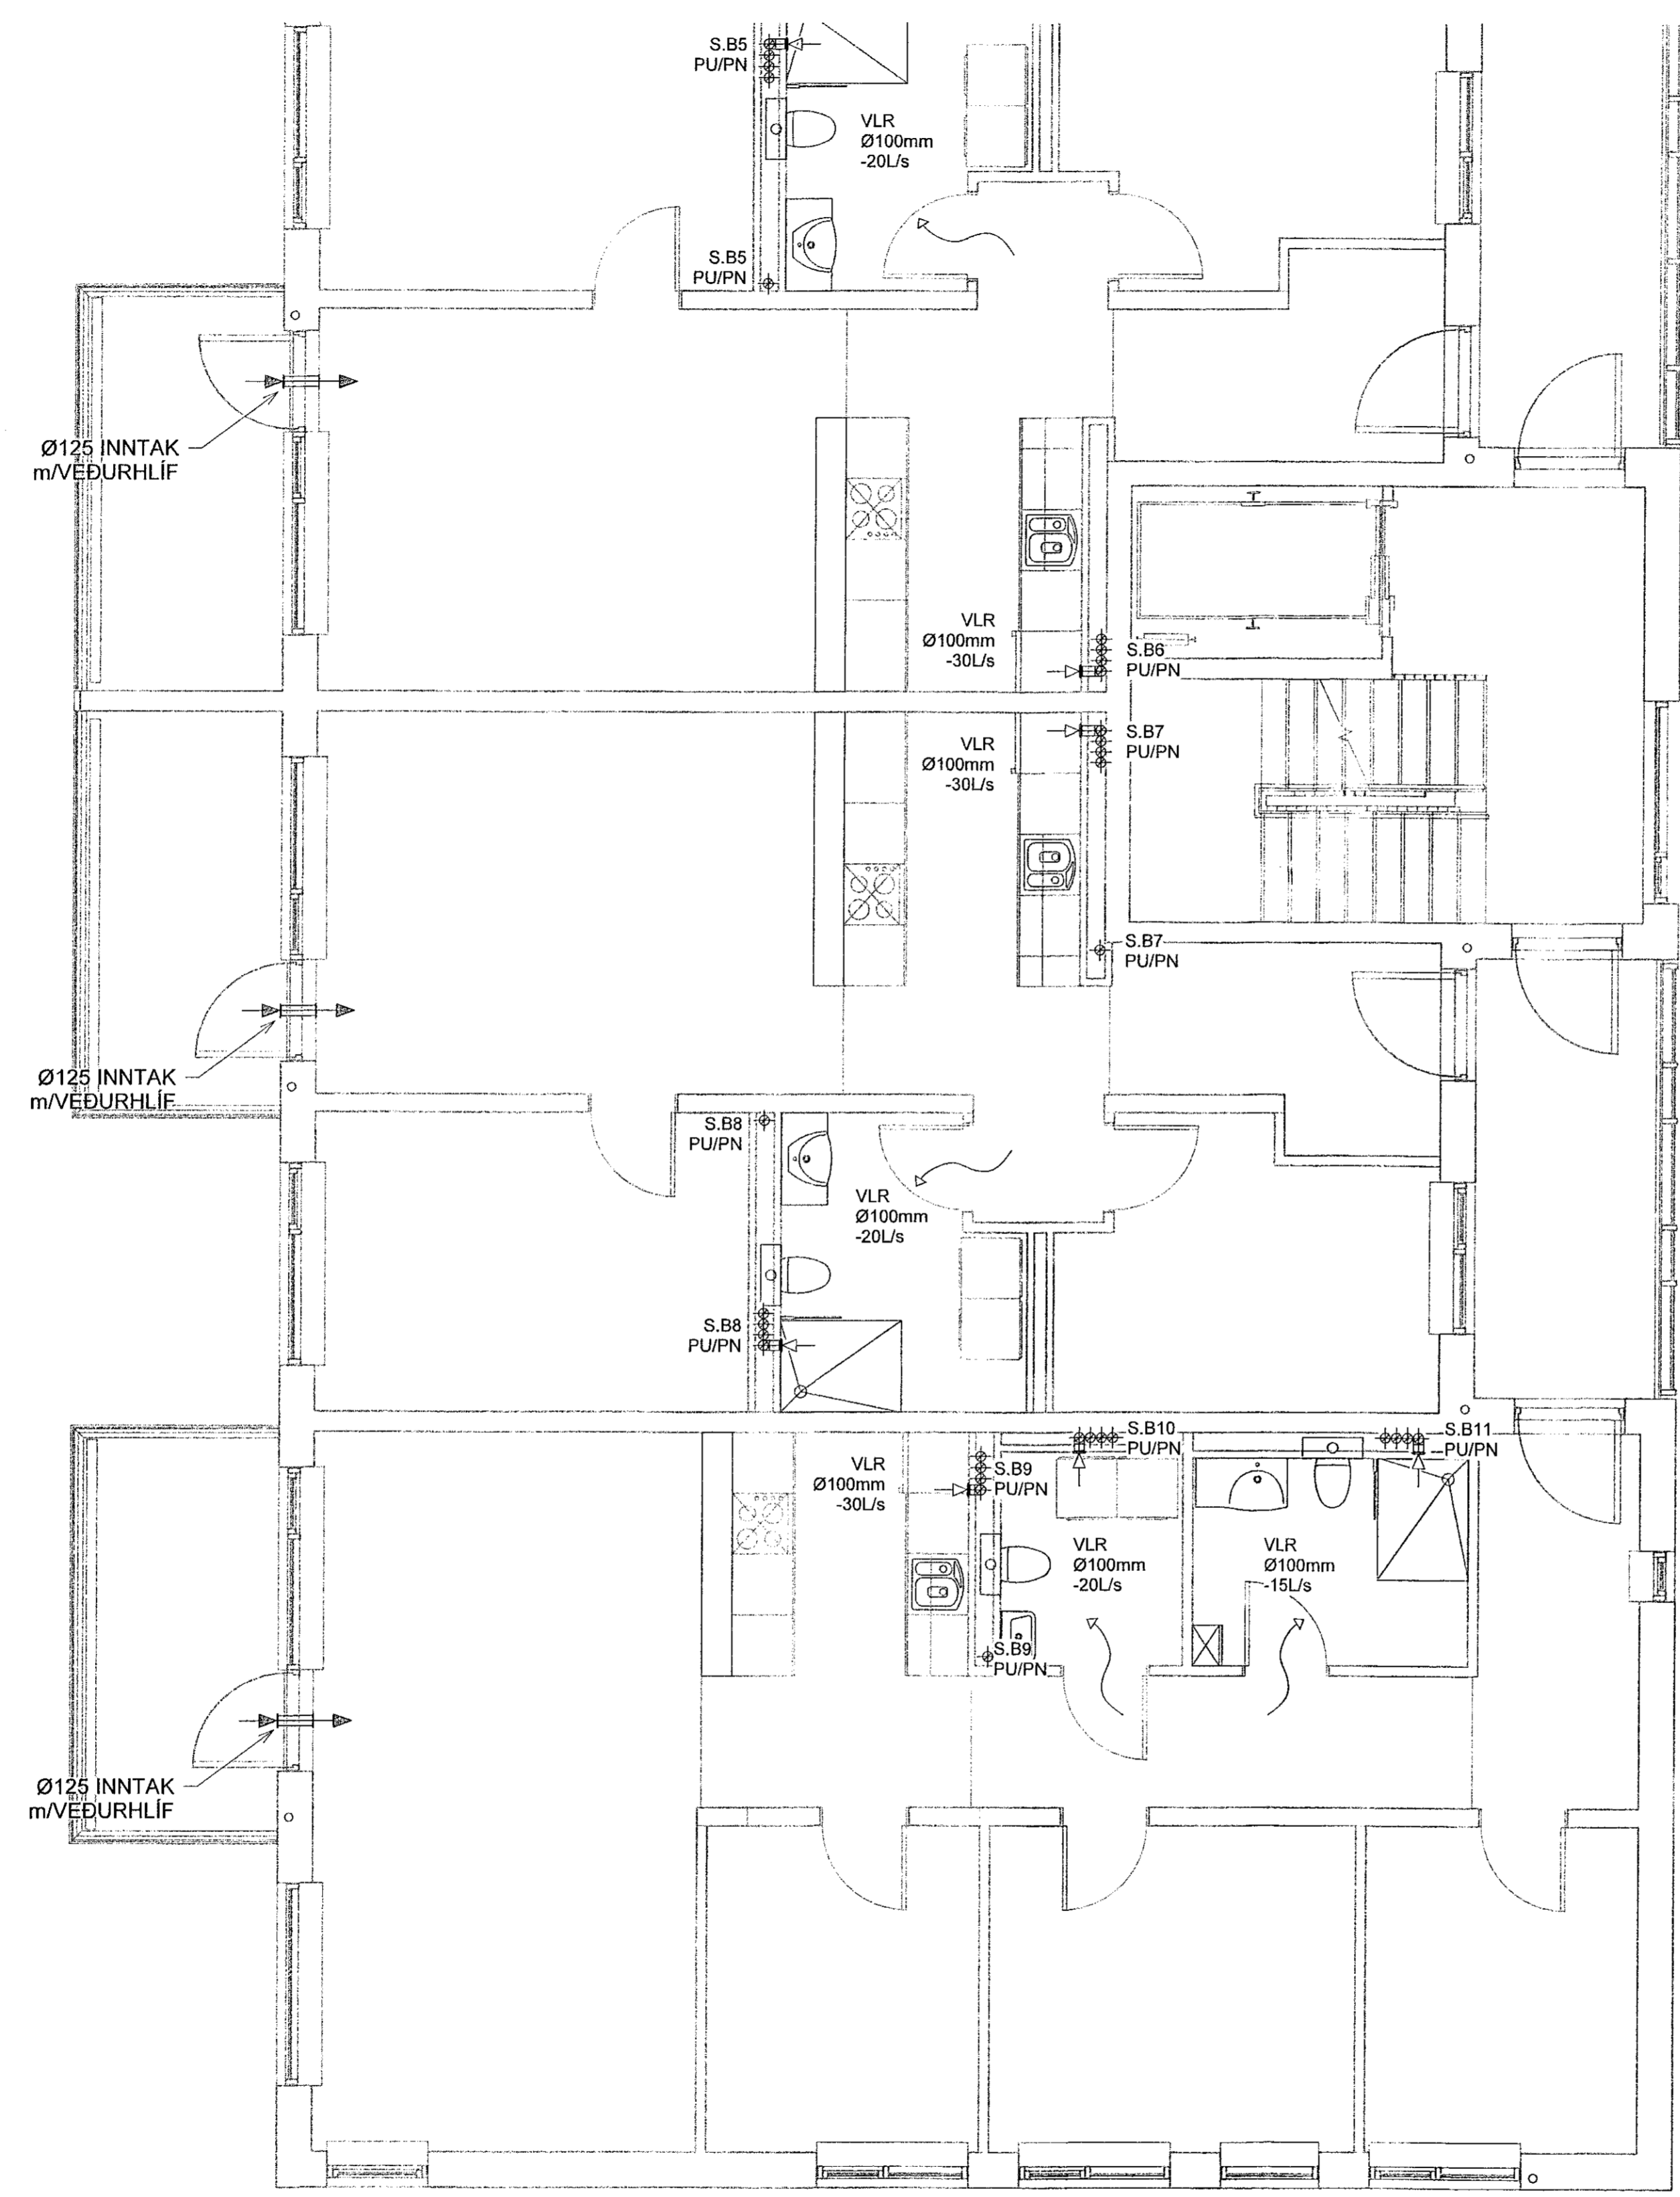 S.B5
PU/PN
VLR
Ø100mm
-20L/s
S.B5
PU/PN
Ø125 INNTAK
m/VEÐURHLÍF
VLR
Ø100mm
-30L/s
S.B6
PU/PN
VLR
Ø100mm
-30L/s
S.B7
PU/PN
S.B7
PU/PN
Ø125 INNTAK
m/VEÐURHLÍF
S.B8
PU/PN
VLR
Ø100mm
-20L/s
S.B8
PU/PN
VLR
Ø100mm
-30L/s
S.B9
PU/PN
S.B10
PU/PN
S.B11
PU/PN
VLR
Ø100mm
-20L/s
VLR
Ø100mm
-15L/s
S.B9
PU/PN
Ø125 INNTAK
m/VEÐURHLÍF